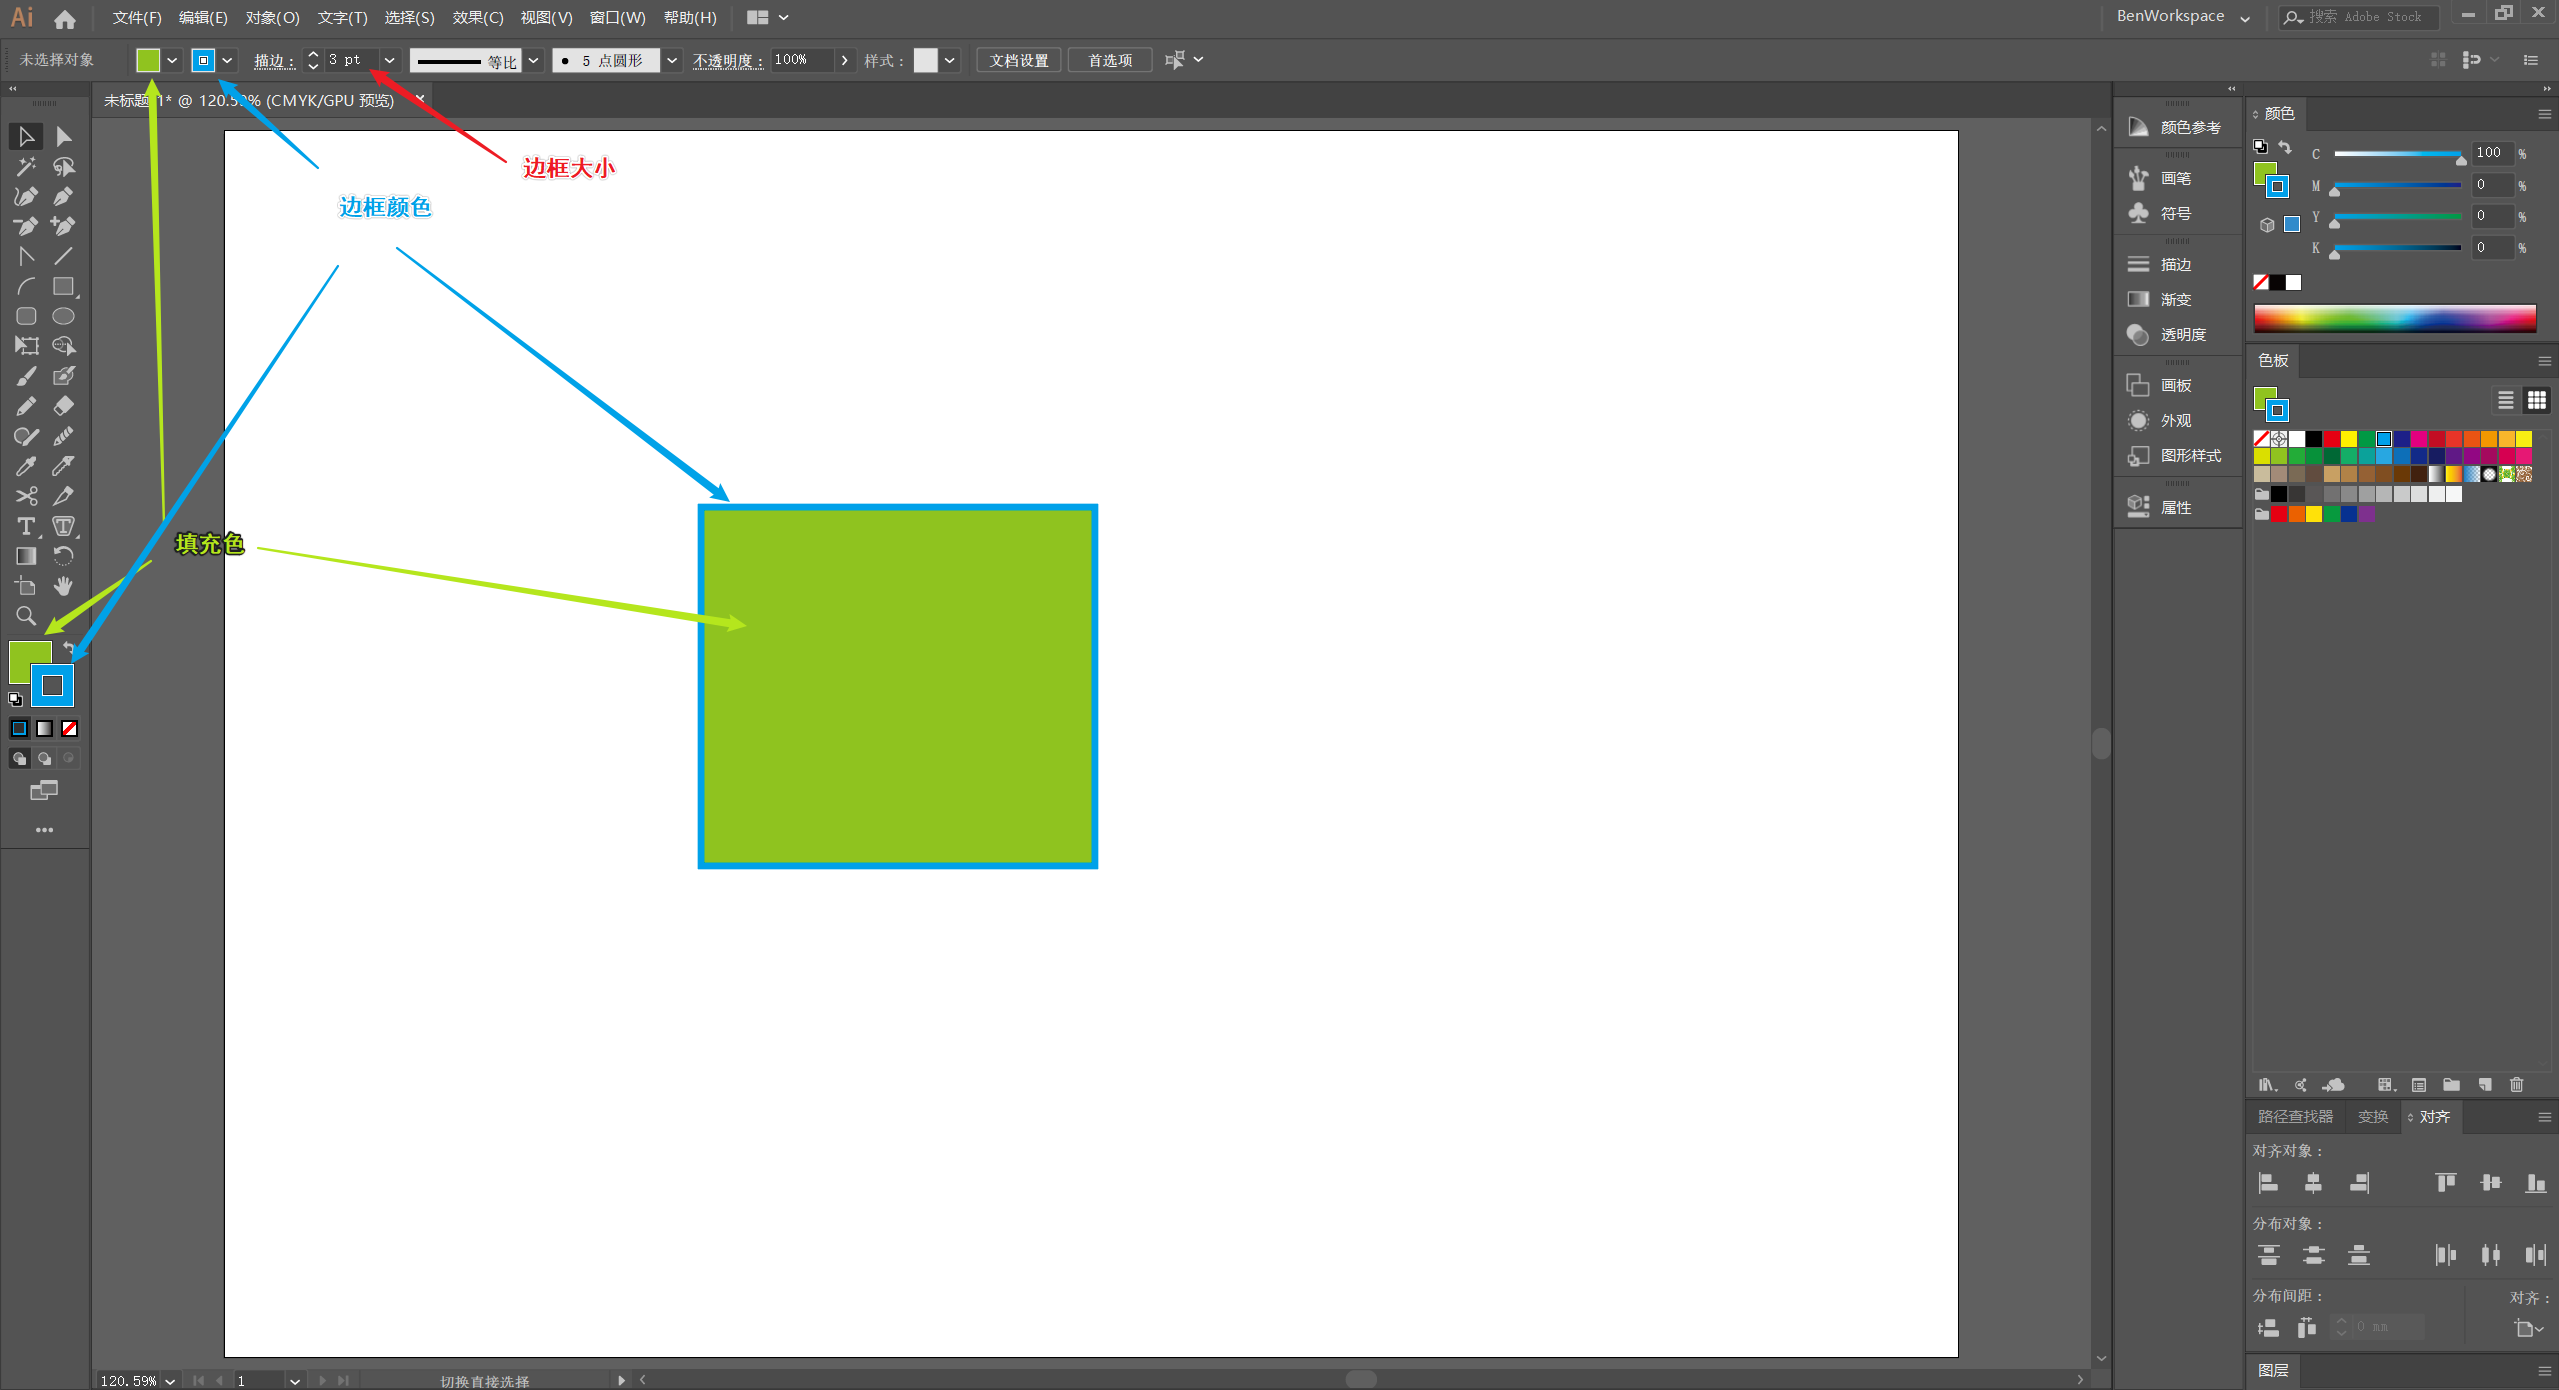 Ai 文件(F) 编辑(E) 对象(O) 文字(T) 选择(S) 效果(C) 视图(V) 窗口(W) 帮助(H) BenWorkspace 搜索 Adobe Stock
未选择对象 描边: 3 pt 等比 5 点圆形 不透明度: 100% 样式: 文档设置 首选项
未标题 1* @ 120.59% (CMYK/GPU 预览)
边框大小
边框颜色
填充色
颜色参考
画笔
符号
描边
渐变
透明度
画板
外观
图形样式
属性
颜色
C 100 %
M 0 %
Y 0 %
K 0 %
色板
路径查找器 变换 对齐
对齐对象:
分布对象:
分布间距: 对齐:
0 mm
图层
120.59% 1 切换直接选择